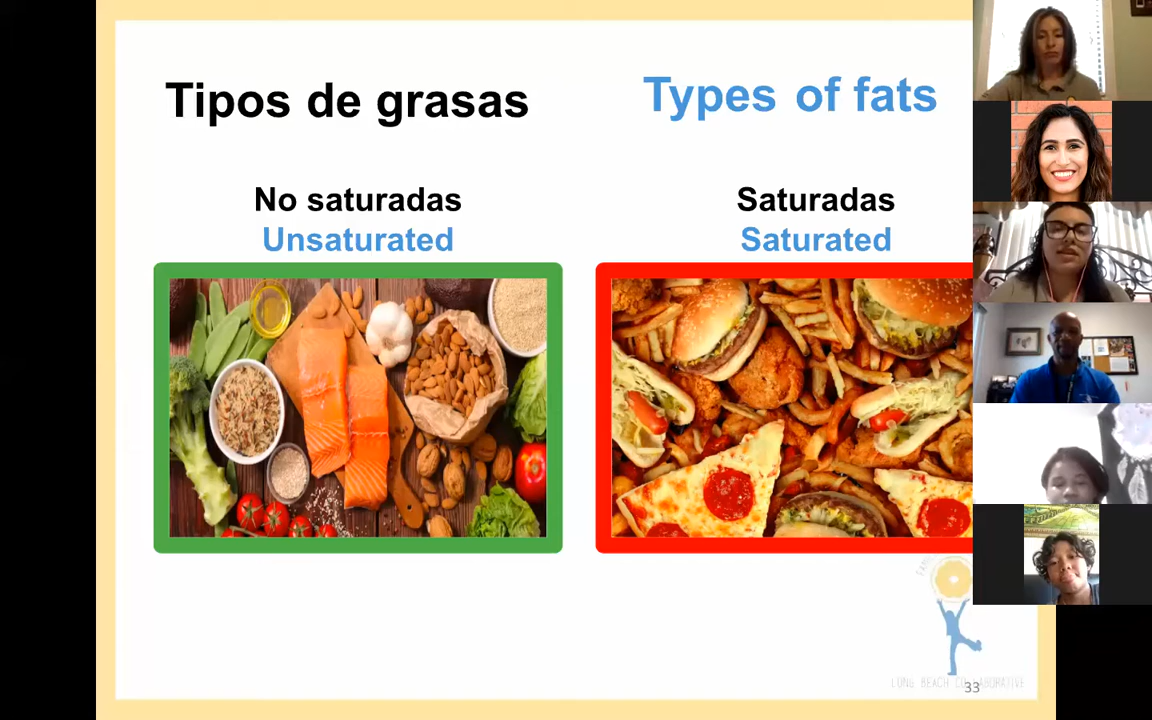 Tipos de grasas
Types of fats
No saturadas
Unsaturated
Saturadas
Saturated
LONG BEACH COLLABORATIVE
33